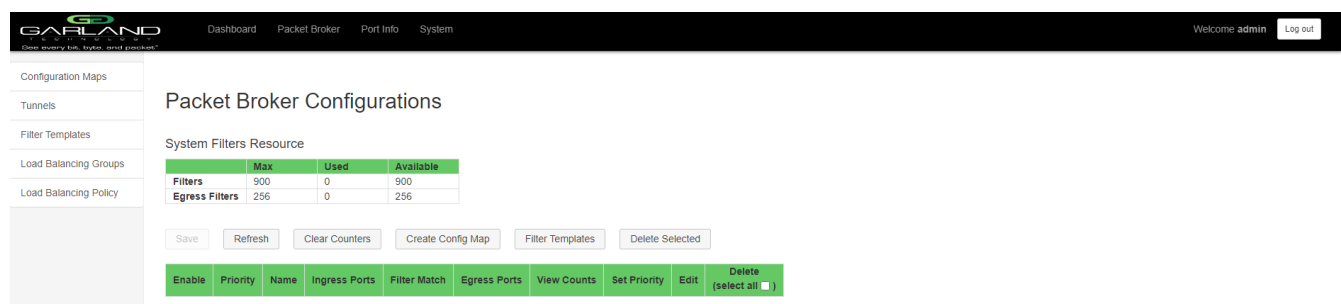 GARLAND
TECHNOLOGY
See every bit, byte, and packet®
Dashboard Packet Broker Port Info System
Welcome admin Log out
Configuration Maps
Tunnels
Filter Templates
Load Balancing Groups
Load Balancing Policy
Packet Broker Configurations
System Filters Resource
Max Used Available
Filters 900 0 900
Egress Filters 256 0 256
Save Refresh Clear Counters Create Config Map Filter Templates Delete Selected
Enable Priority Name Ingress Ports Filter Match Egress Ports View Counts Set Priority Edit Delete
(select all )